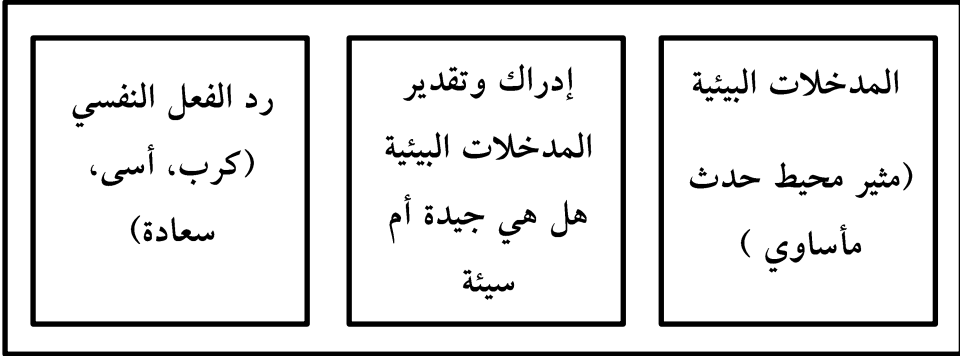 المدخلات البيئية
(مثير محيط حدث
مأساوي )
إدراك وتقدير
المدخلات البيئية
هل هي جيدة أم
سيئة
رد الفعل النفسي
(كرب، أسى،
سعادة)